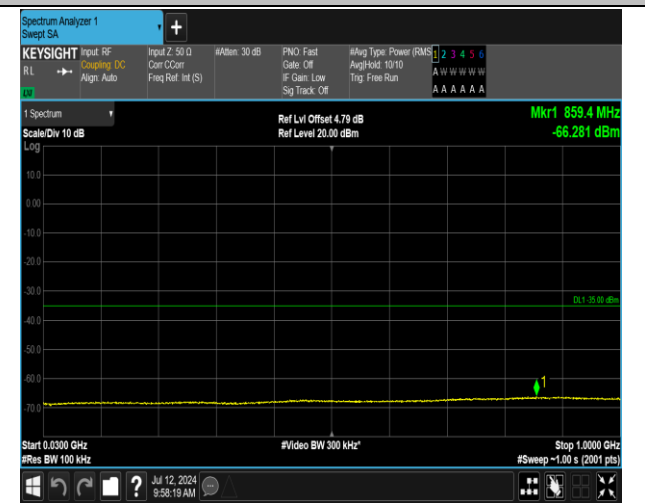 Spectrum Analyzer 1
Swept SA
+
KEYSIGHT Input: RF Input Z: 50 Ω #Atten: 30 dB PNO: Fast #Avg Type: Power (RMS 1 2 3 4 5 6
RL Coupling: DC Corr CCorr Gate: Off Avg|Hold: 10/10 A W W W W W
Align: Auto Freq Ref: Int (S) IF Gain: Low Trig: Free Run
Sig Track: Off A A A A A A
LW
1 Spectrum Ref Lvl Offset 4.79 dB Mkr1 859.4 MHz
Scale/Div 10 dB Ref Level 20.00 dBm -66.281 dBm
Log
10.0
0.00
-10.0
-20.0
-30.0
DL1 -35.00 dBm
-40.0
-50.0
-60.0
1
-70.0
Start 0.0300 GHz #Video BW 300 kHz* Stop 1.0000 GHz
#Res BW 100 kHz #Sweep ~1.00 s (2001 pts)
? Jul 12, 2024
9:58:19 AM